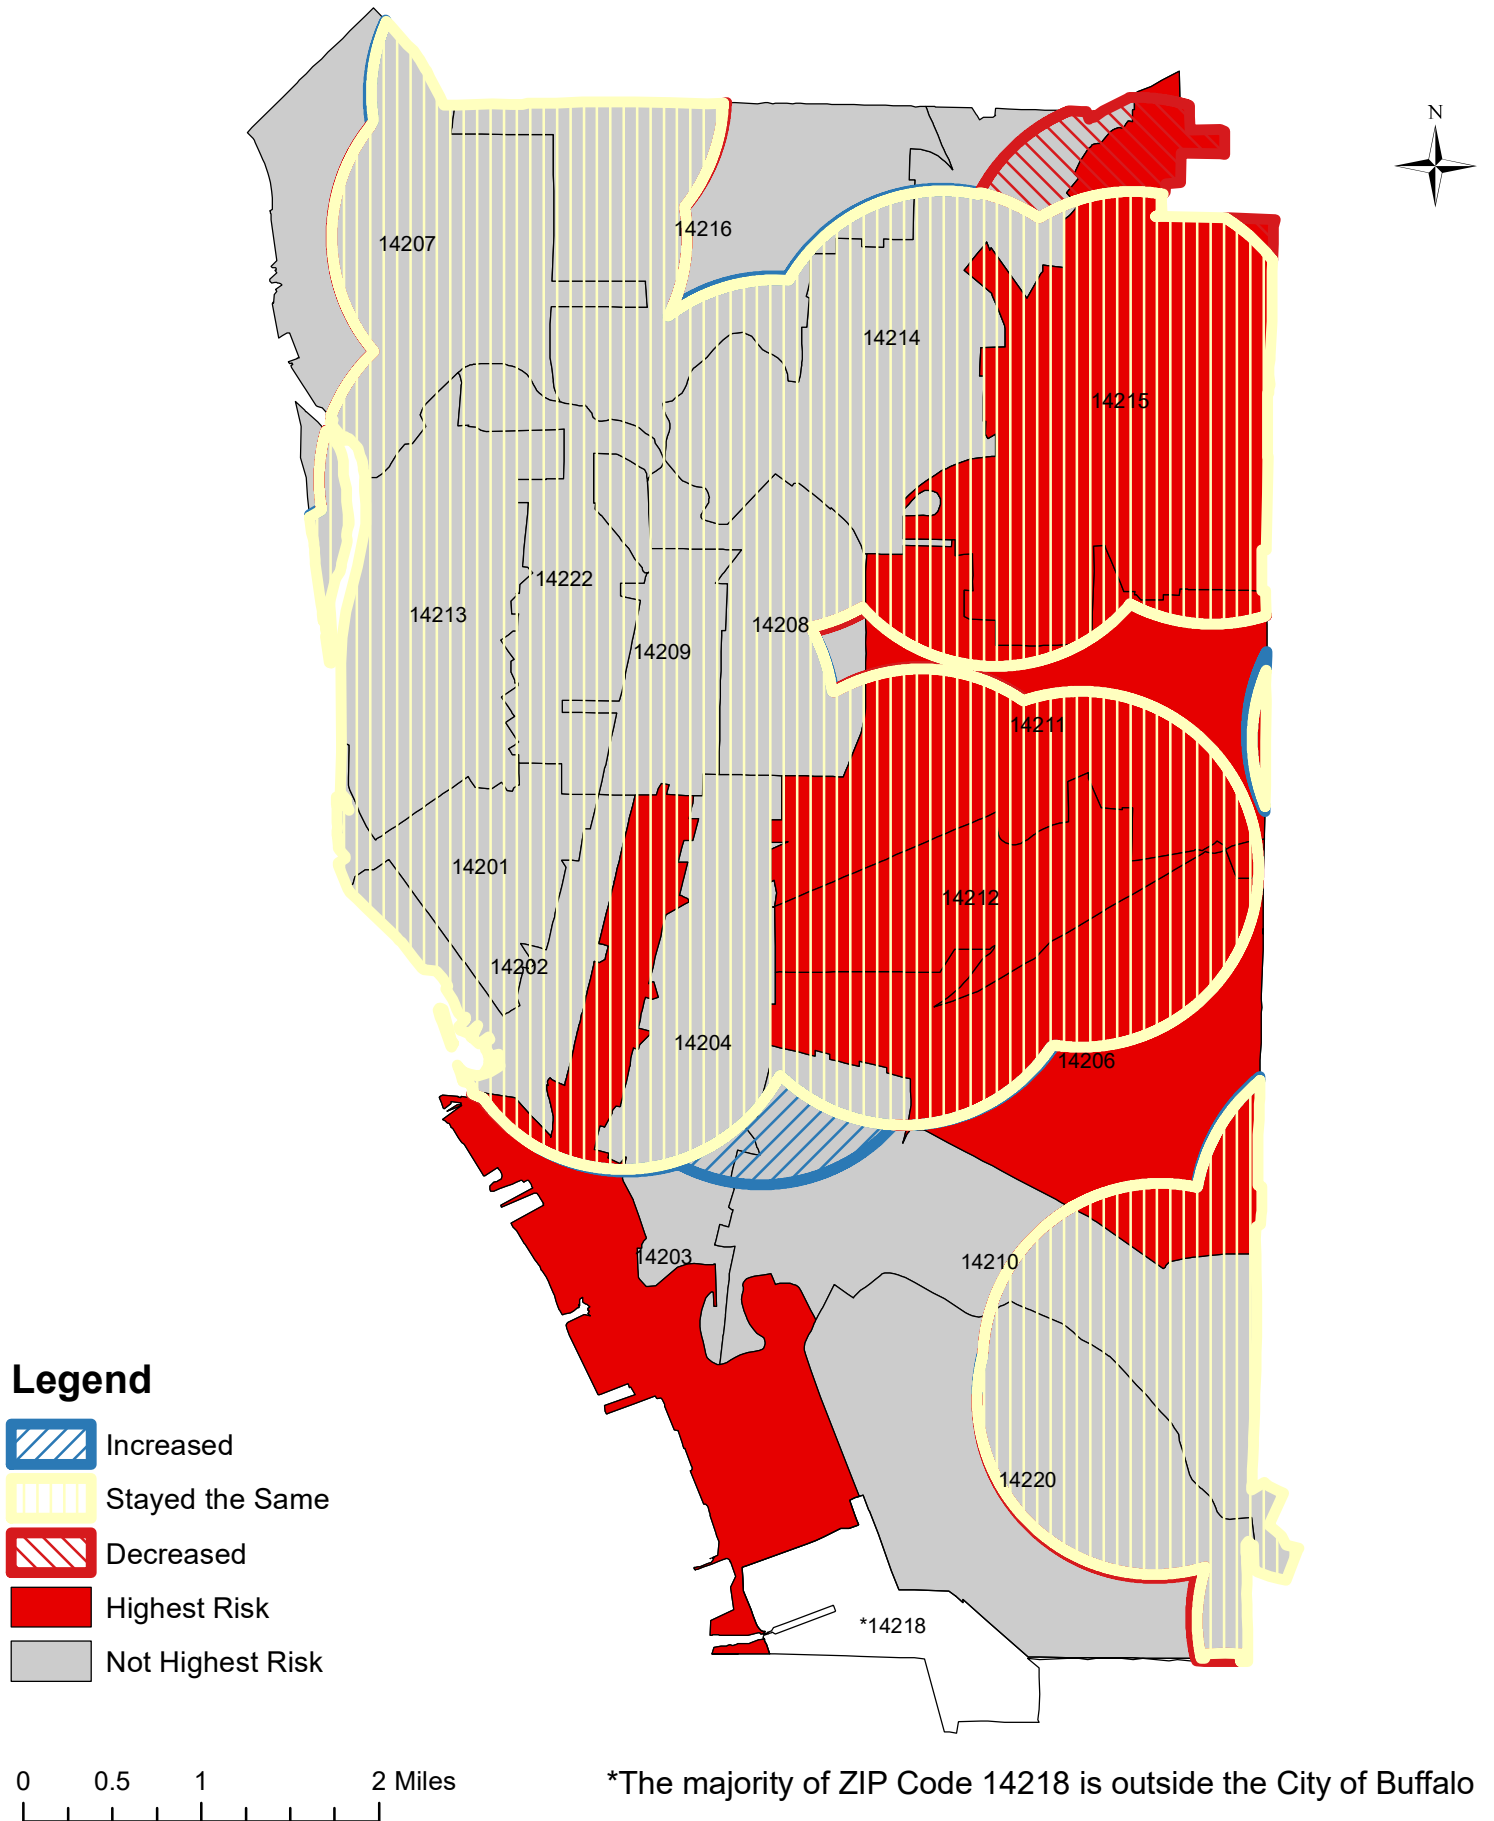 N
14207
14216
14214
14215
14222
14213
14208
14209
14211
14201
14212
14202
14204
14206
14203
14210
14220
*14218
Legend
Increased
Stayed the Same
Decreased
Highest Risk
Not Highest Risk
0 0.5 1 2 Miles
*The majority of ZIP Code 14218 is outside the City of Buffalo